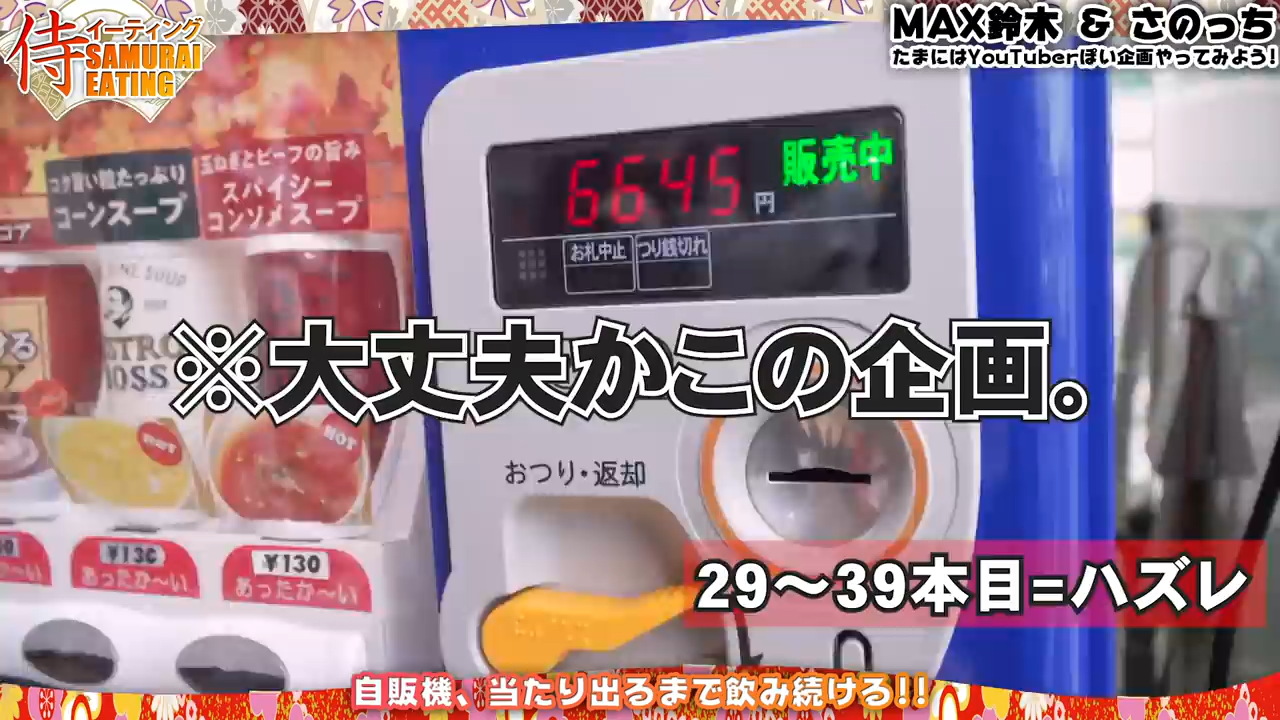 侍
イーティング
SAMURAI
EATING
MAX鈴木 & さのっち
たまにはYouTuberぽい企画やってみよう!
コク旨い粒たっぷり
コーンスープ
玉ねぎとビーフの旨み
スパイシー
コンソメスープ
コア
6645円
販売中
お札中止
つり銭切れ
※大丈夫かこの企画。
HOT
HOT
おつり・返却
¥130
あったか〜い
¥130
あったか〜い
29〜39本目=ハズレ
自販機、当たり出るまで飲み続ける!!